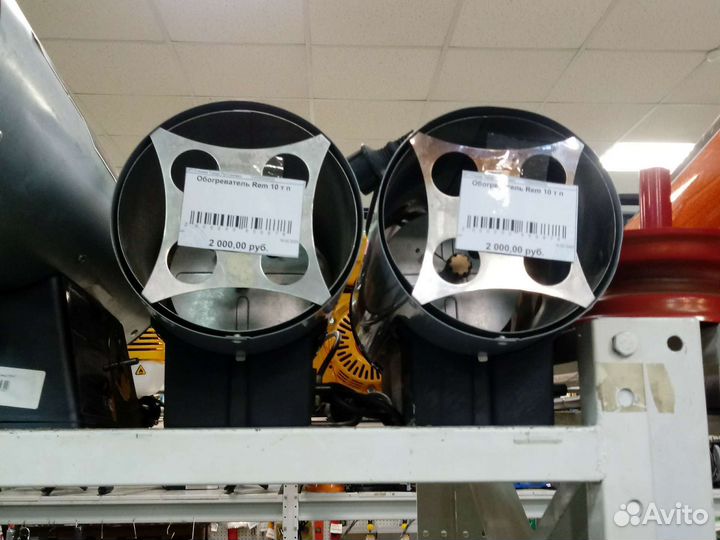 Обогреватель Rem 10 т п
2 000,00 руб.
Обогреватель Rem 10 т п
2 000,00 руб.
Avito